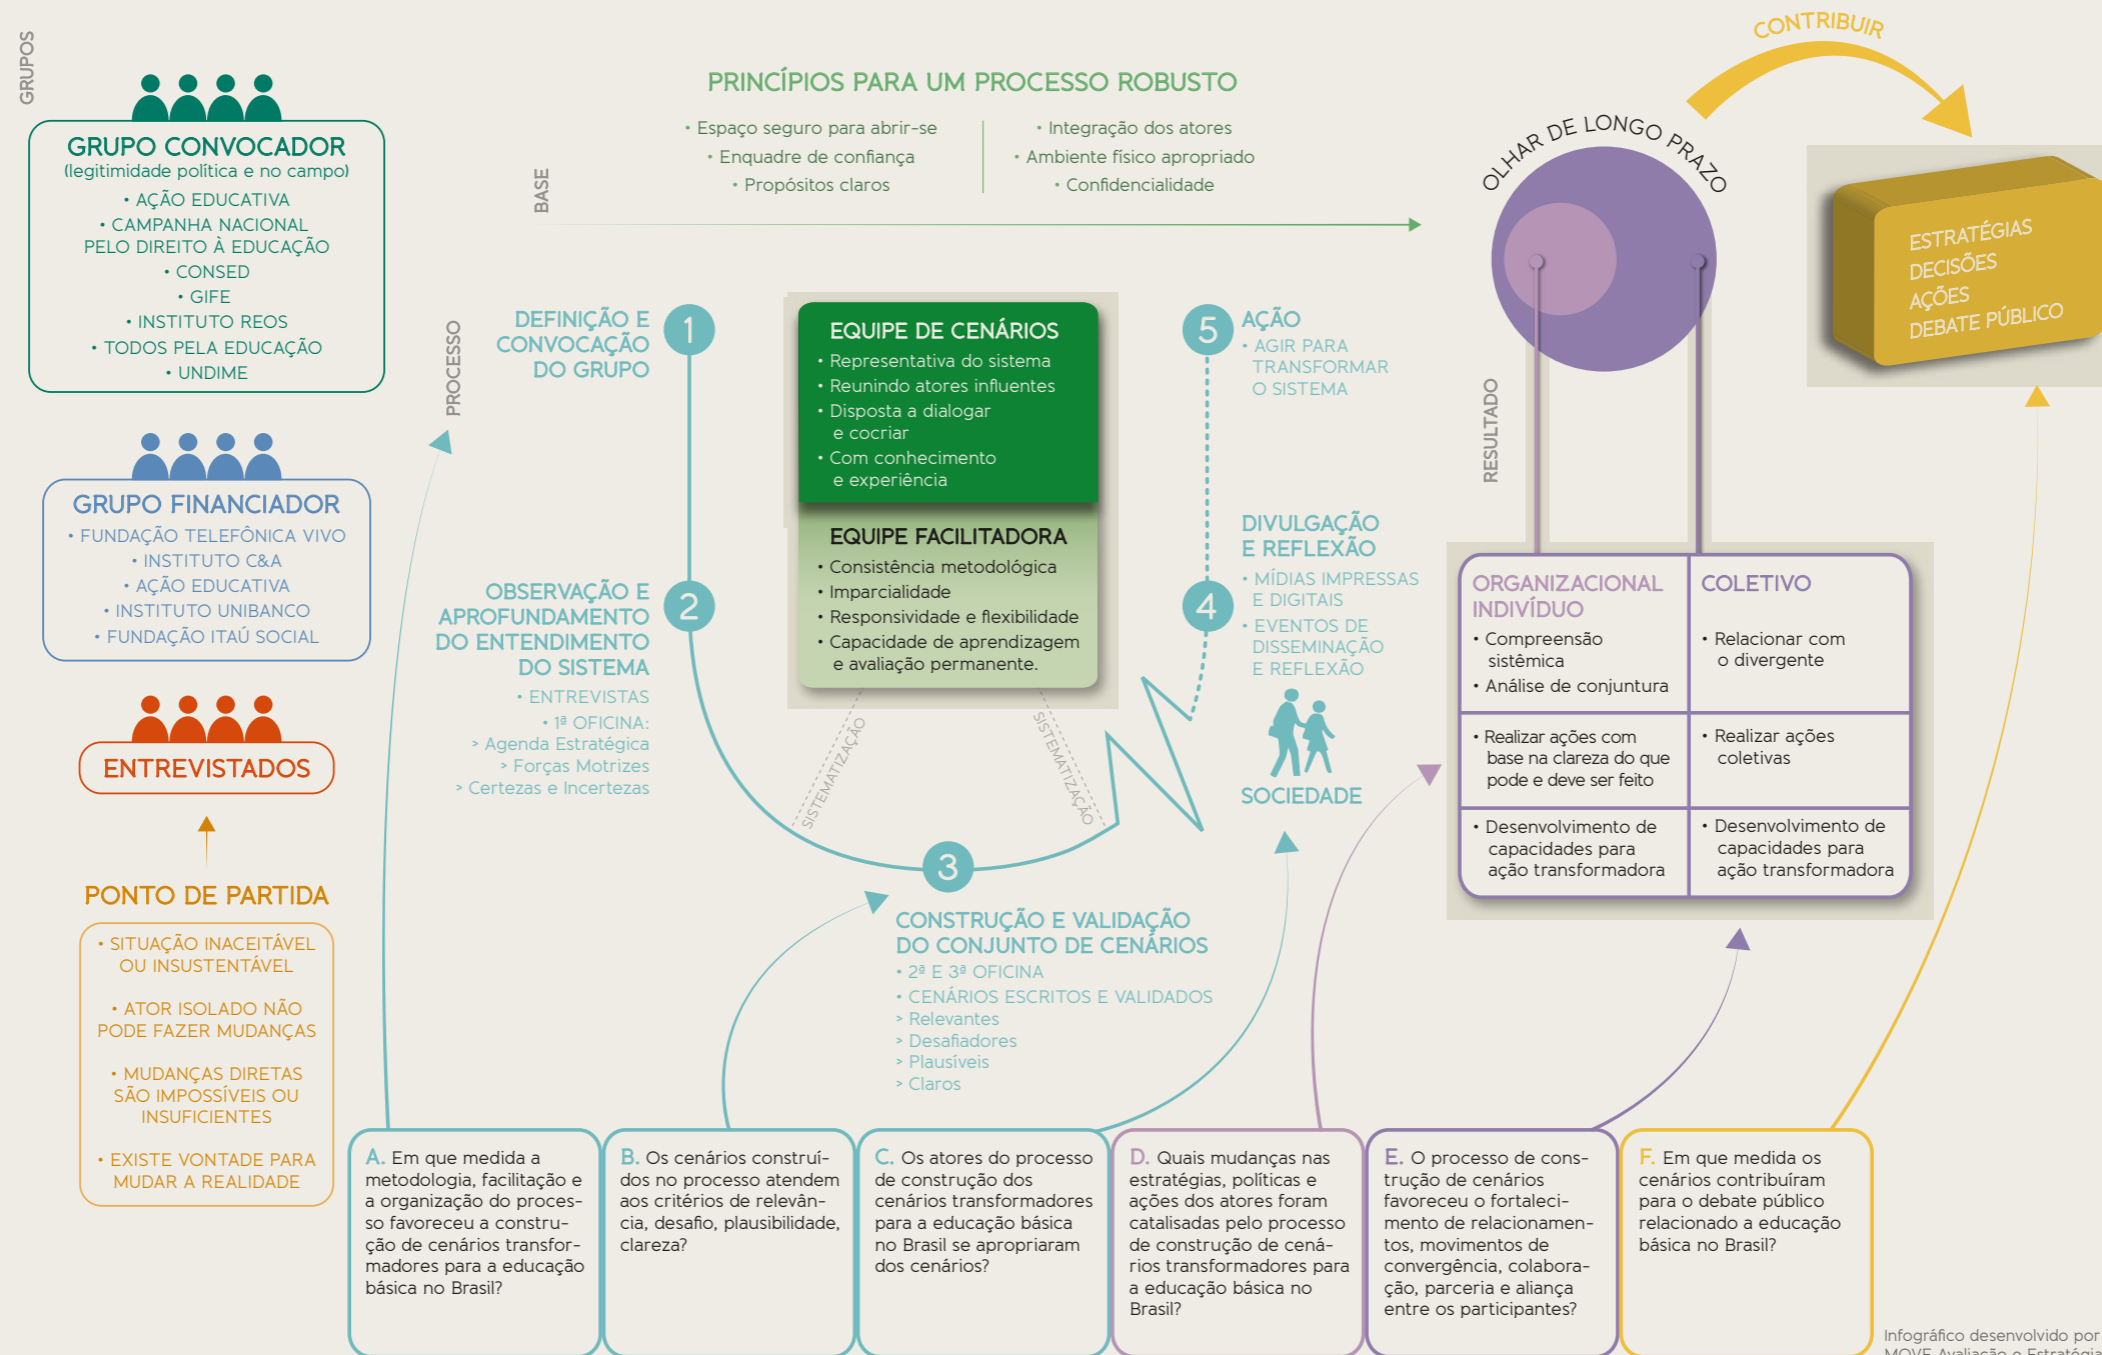 GRUPOS
GRUPO CONVOCADOR
(legitimidade política e no campo)
• AÇÃO EDUCATIVA
• CAMPANHA NACIONAL
PELO DIREITO À EDUCAÇÃO
• CONSED
• GIFE
• INSTITUTO REOS
• TODOS PELA EDUCAÇÃO
• UNDIME
GRUPO FINANCIADOR
• FUNDAÇÃO TELEFÔNICA VIVO
• INSTITUTO C&A
• AÇÃO EDUCATIVA
• INSTITUTO UNIBANCO
• FUNDAÇÃO ITAÚ SOCIAL
ENTREVISTADOS
PONTO DE PARTIDA
• SITUAÇÃO INACEITÁVEL
OU INSUSTENTÁVEL
• ATOR ISOLADO NÃO
PODE FAZER MUDANÇAS
• MUDANÇAS DIRETAS
SÃO IMPOSSÍVEIS OU
INSUFICIENTES
• EXISTE VONTADE PARA
MUDAR A REALIDADE
BASE
PRINCÍPIOS PARA UM PROCESSO ROBUSTO
• Espaço seguro para abrir-se
• Enquadre de confiança
• Propósitos claros
• Integração dos atores
• Ambiente físico apropriado
• Confidencialidade
PROCESSO
DEFINIÇÃO E
CONVOCAÇÃO
DO GRUPO
1
OBSERVAÇÃO E
APROFUNDAMENTO
DO ENTENDIMENTO
DO SISTEMA
2
• ENTREVISTAS
• 1ª OFICINA:
> Agenda Estratégica
> Forças Motrizes
> Certezas e Incertezas
EQUIPE DE CENÁRIOS
• Representativa do sistema
• Reunindo atores influentes
• Disposta a dialogar
e cocriar
• Com conhecimento
e experiência
EQUIPE FACILITADORA
• Consistência metodológica
• Imparcialidade
• Responsividade e flexibilidade
• Capacidade de aprendizagem
e avaliação permanente.
SISTEMATIZAÇÃO
SISTEMATIZAÇÃO
3
CONSTRUÇÃO E VALIDAÇÃO
DO CONJUNTO DE CENÁRIOS
• 2ª E 3ª OFICINA
• CENÁRIOS ESCRITOS E VALIDADOS
> Relevantes
> Desafiadores
> Plausíveis
> Claros
4
DIVULGAÇÃO
E REFLEXÃO
• MÍDIAS IMPRESSAS
E DIGITAIS
• EVENTOS DE
DISSEMINAÇÃO
E REFLEXÃO
SOCIEDADE
5
AÇÃO
• AGIR PARA
TRANSFORMAR
O SISTEMA
RESULTADO
OLHAR DE LONGO PRAZO
CONTRIBUIR
ESTRATÉGIAS
DECISÕES
AÇÕES
DEBATE PÚBLICO
ORGANIZACIONAL
INDIVÍDUO
• Compreensão
sistêmica
• Análise de conjuntura
• Realizar ações com
base na clareza do que
pode e deve ser feito
• Desenvolvimento de
capacidades para
ação transformadora
COLETIVO
• Relacionar com
o divergente
• Realizar ações
coletivas
• Desenvolvimento de
capacidades para
ação transformadora
A. Em que medida a
metodologia, facilitação e
a organização do proces-
so favoreceu a constru-
ção de cenários transfor-
madores para a educação
básica no Brasil?
B. Os cenários construí-
dos no processo atendem
aos critérios de relevân-
cia, desafio, plausibilidade,
clareza?
C. Os atores do processo
de construção dos
cenários transformadores
para a educação básica
no Brasil se apropriaram
dos cenários?
D. Quais mudanças nas
estratégias, políticas e
ações dos atores foram
catalisadas pelo processo
de construção de cená-
rios transformadores para
a educação básica no
Brasil?
E. O processo de cons-
trução de cenários
favoreceu o fortaleci-
mento de relacionamen-
tos, movimentos de
convergência, colabora-
ção, parceria e aliança
entre os participantes?
F. Em que medida os
cenários contribuíram
para o debate público
relacionado a educação
básica no Brasil?
Infográfico desenvolvido por
MOVE Avaliação e Estratégia